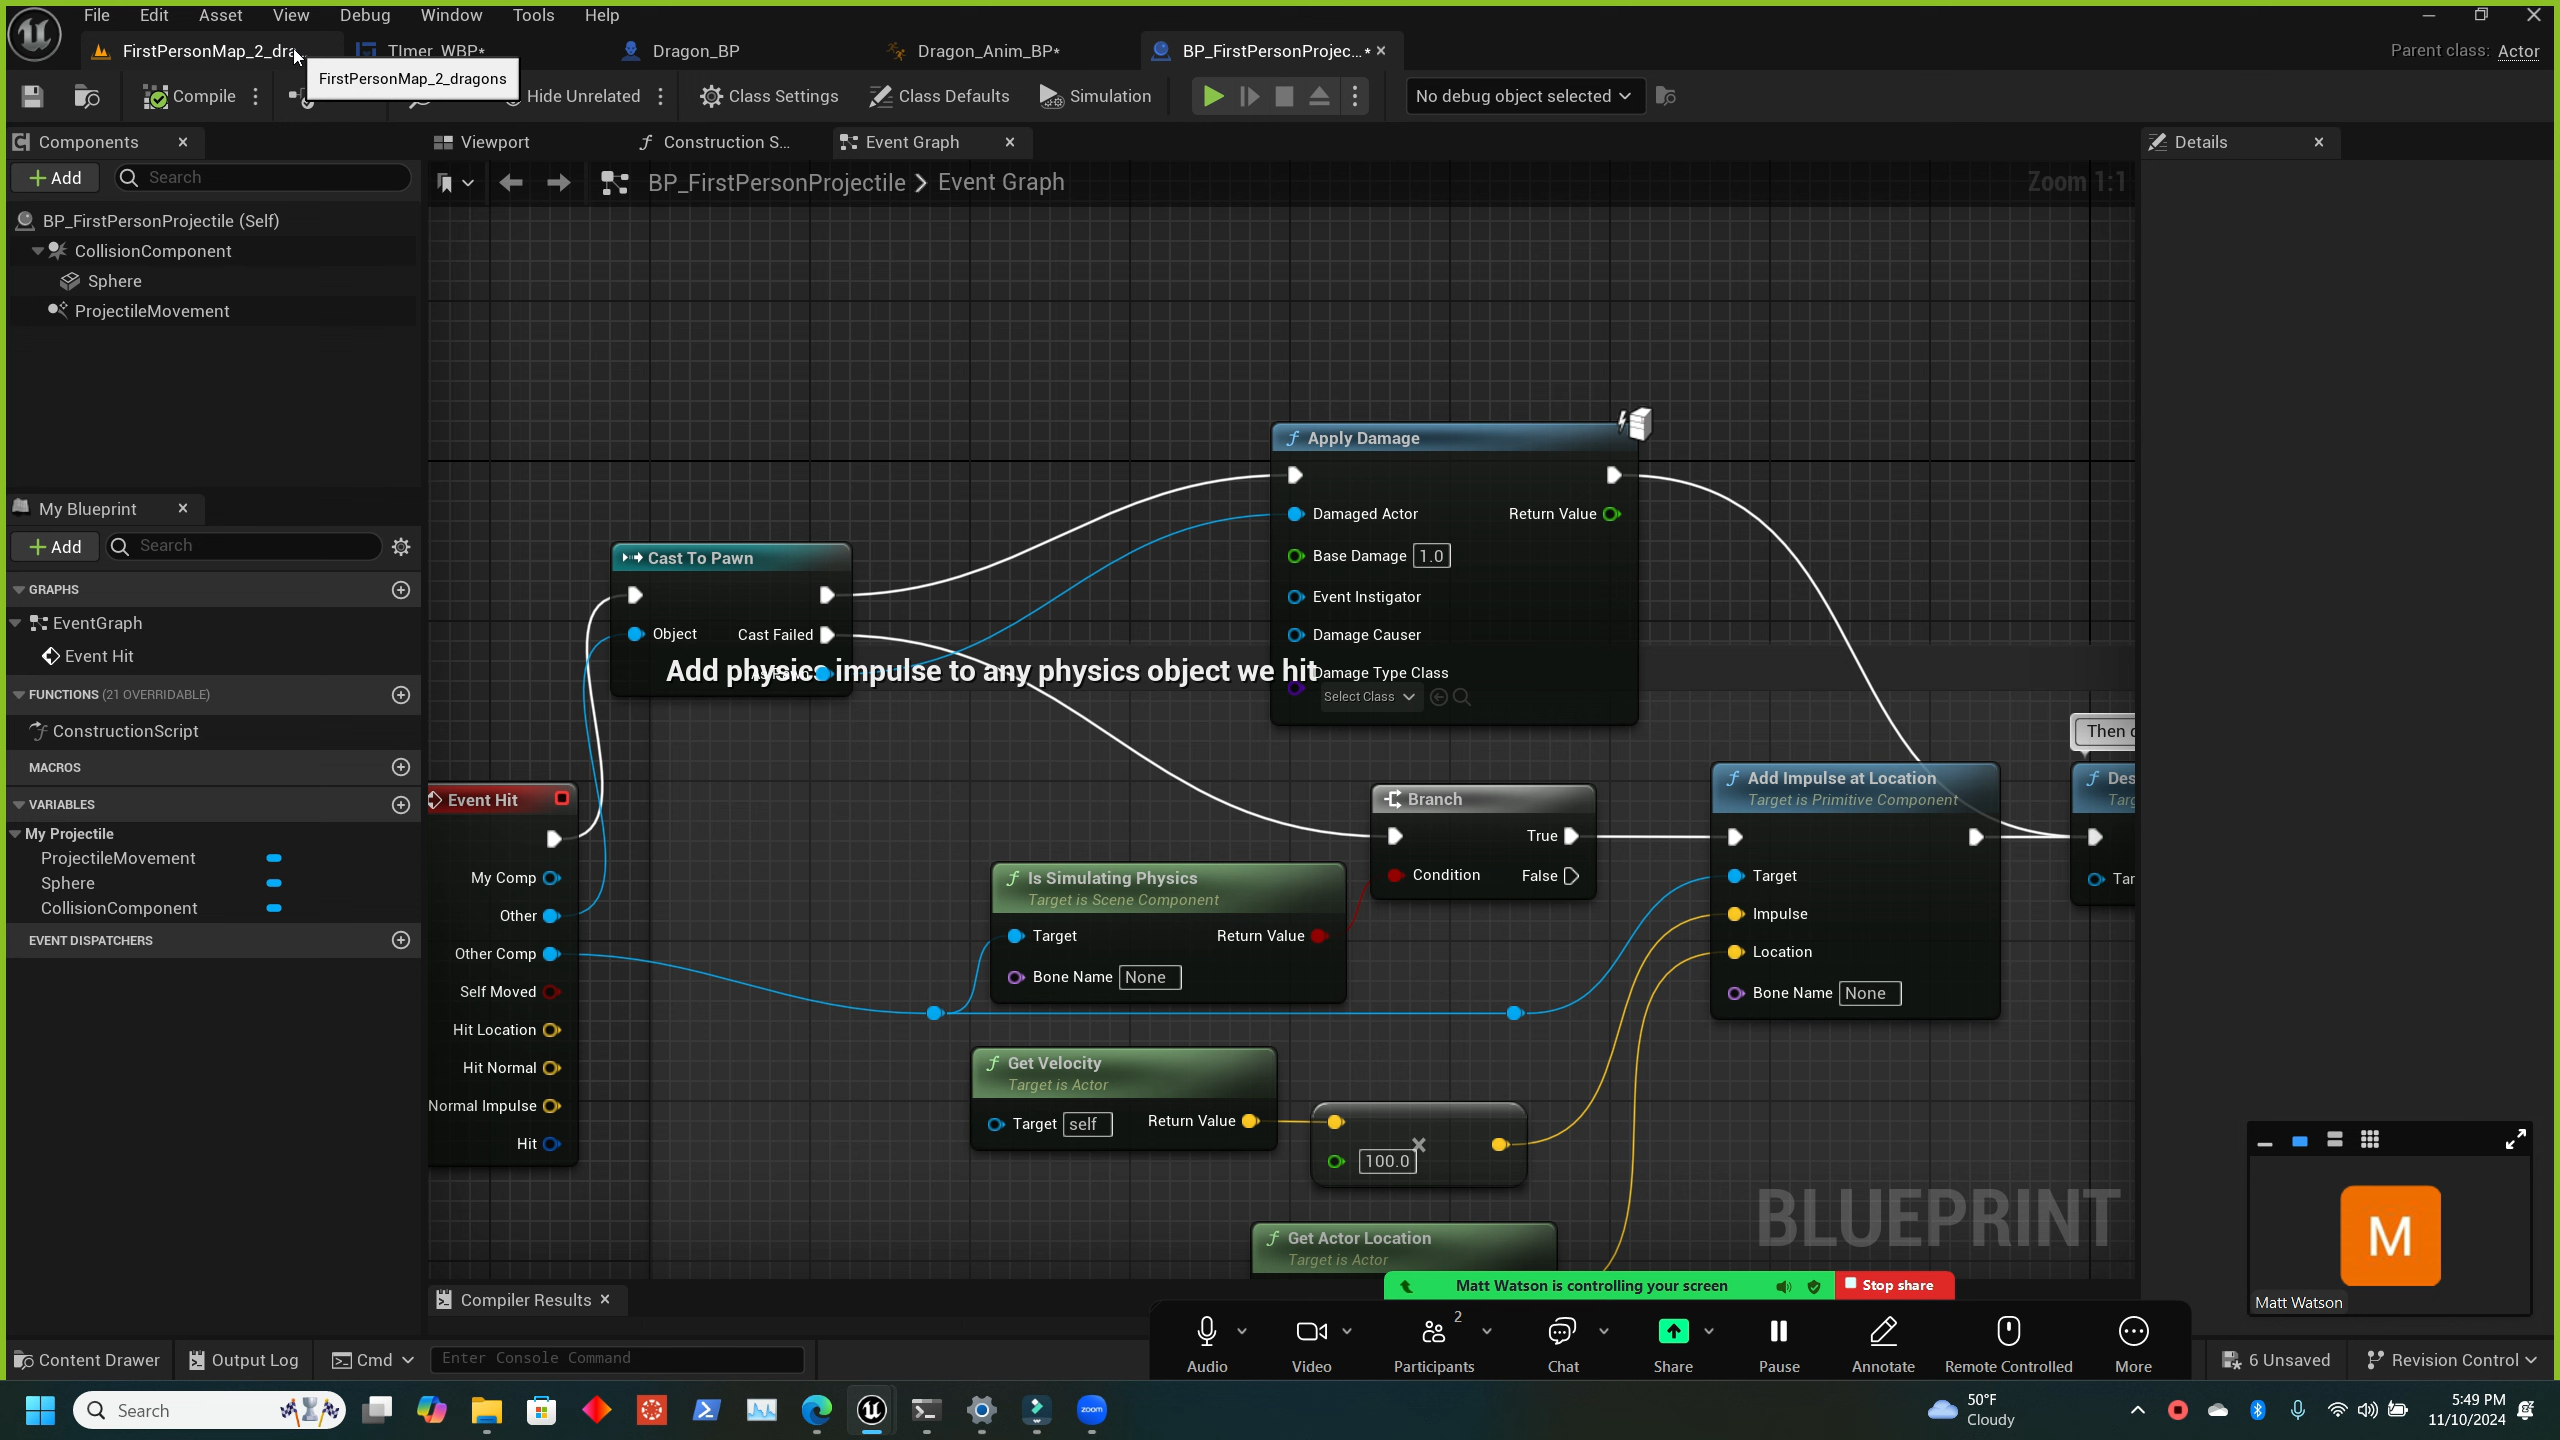 File Edit Asset View Debug Window Tools Help
FirstPersonMap_2_dra... TImer_WBP* Dragon_BP Dragon_Anim_BP* BP_FirstPersonProjec...* Parent class: Actor
FirstPersonMap_2_dragons
Compile Hide Unrelated Class Settings Class Defaults Simulation No debug object selected
Components Viewport Construction S... Event Graph Details
Add Search
BP_FirstPersonProjectile > Event Graph Zoom 1:1
BP_FirstPersonProjectile (Self)
CollisionComponent
Sphere
ProjectileMovement
My Blueprint
Add Search
GRAPHS
EventGraph
Event Hit
FUNCTIONS (21 OVERRIDABLE)
ConstructionScript
MACROS
VARIABLES
My Projectile
ProjectileMovement
Sphere
CollisionComponent
EVENT DISPATCHERS
Apply Damage
Damaged Actor Return Value
Base Damage 1.0
Event Instigator
Damage Causer
Damage Type Class
Select Class
Cast To Pawn
Object Cast Failed
Add physics impulse to any physics object we hit
Then
Event Hit
My Comp
Other
Other Comp
Self Moved
Hit Location
Hit Normal
Normal Impulse
Hit
Branch
True
Condition False
Is Simulating Physics
Target is Scene Component
Target Return Value
Bone Name None
Add Impulse at Location
Target is Primitive Component
Target
Impulse
Location
Bone Name None
Des
Targ
Tar
Get Velocity
Target is Actor
Target self Return Value
100.0
Get Actor Location
Target is Actor
BLUEPRINT
M
Matt Watson
Matt Watson is controlling your screen Stop share
Compiler Results
2
Audio Video Participants Chat Share Pause Annotate Remote Controlled More
Content Drawer Output Log Cmd Enter Console Command 6 Unsaved Revision Control
Search
zoom
50°F
Cloudy
5:49 PM
11/10/2024